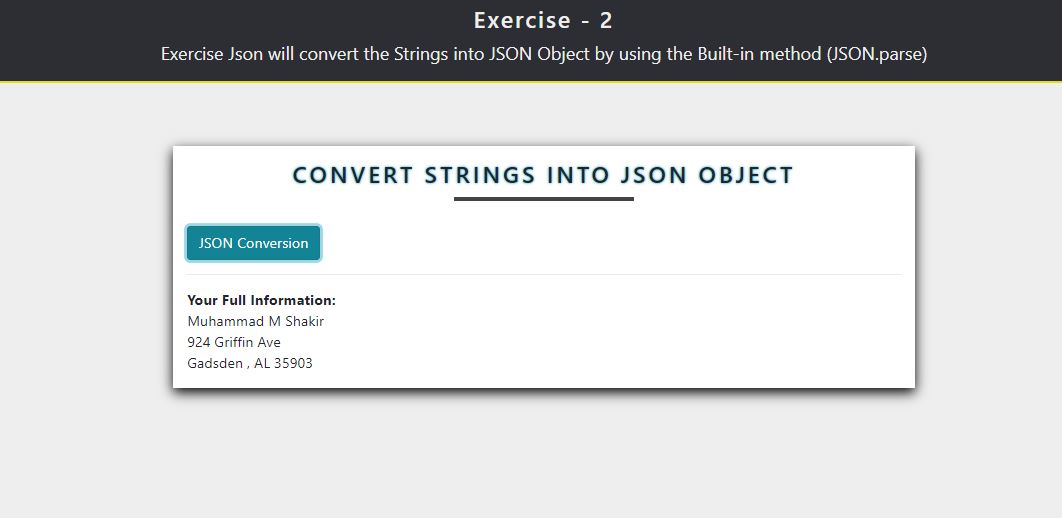 Exercise - 2
Exercise Json will convert the Strings into JSON Object by using the Built-in method (JSON.parse)
CONVERT STRINGS INTO JSON OBJECT
JSON Conversion
Your Full Information:
Muhammad M Shakir
924 Griffin Ave
Gadsden , AL 35903